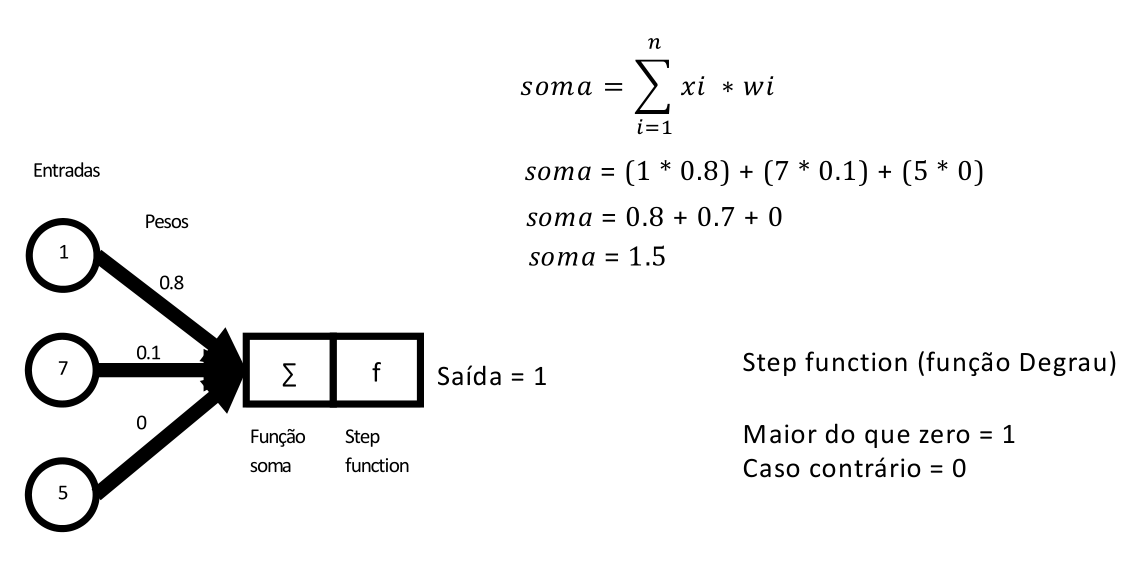 n
soma = ∑ xi * wi
i=1
soma = (1 * 0.8) + (7 * 0.1) + (5 * 0)
soma = 0.8 + 0.7 + 0
soma = 1.5
Entradas
Pesos
1
0.8
7
0.1
5
0
∑
f
Saída = 1
Função
soma
Step
function
Step function (função Degrau)
Maior do que zero = 1
Caso contrário = 0